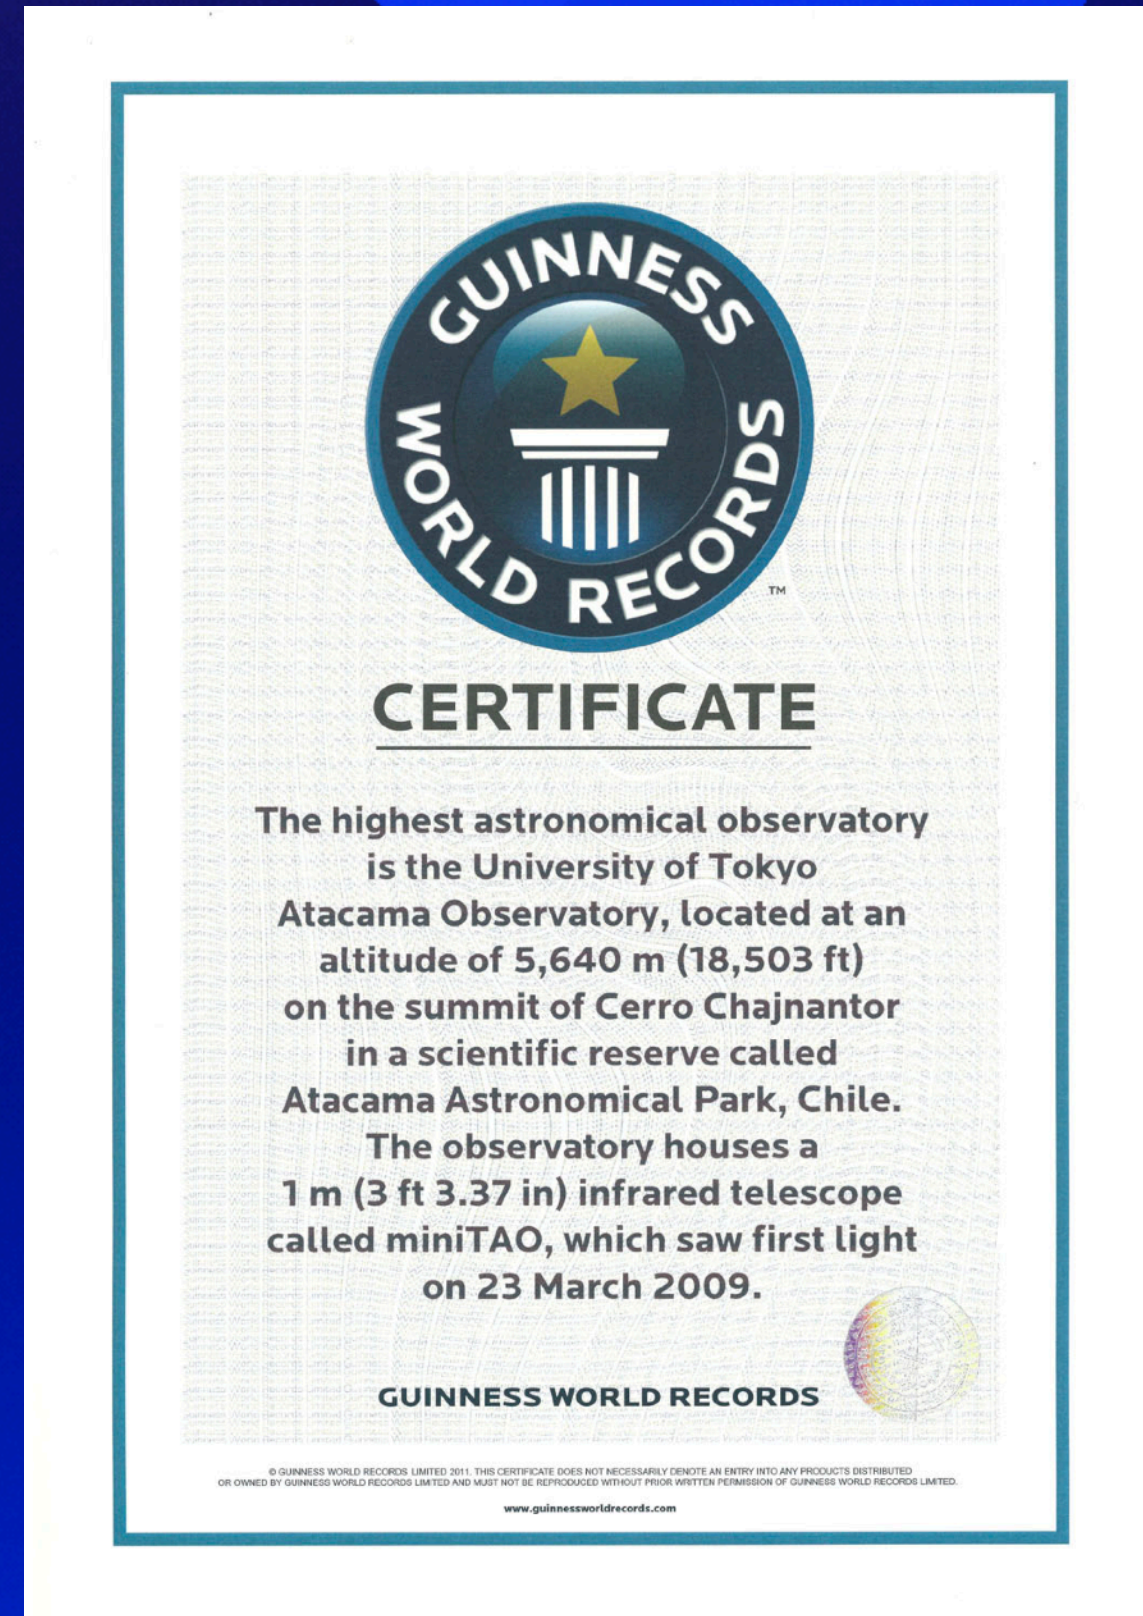 GUINNESS
WORLD RECORDS
TM
CERTIFICATE
The highest astronomical observatory
is the University of Tokyo
Atacama Observatory, located at an
altitude of 5,640 m (18,503 ft)
on the summit of Cerro Chajnantor
in a scientific reserve called
Atacama Astronomical Park, Chile.
The observatory houses a
1 m (3 ft 3.37 in) infrared telescope
called miniTAO, which saw first light
on 23 March 2009.
GUINNESS WORLD RECORDS
© GUINNESS WORLD RECORDS LIMITED 2011. THIS CERTIFICATE DOES NOT NECESSARILY DENOTE AN ENTRY INTO ANY PRODUCTS DISTRIBUTED
OR OWNED BY GUINNESS WORLD RECORDS LIMITED AND MUST NOT BE REPRODUCED WITHOUT PRIOR WRITTEN PERMISSION OF GUINNESS WORLD RECORDS LIMITED.
www.guinnessworldrecords.com